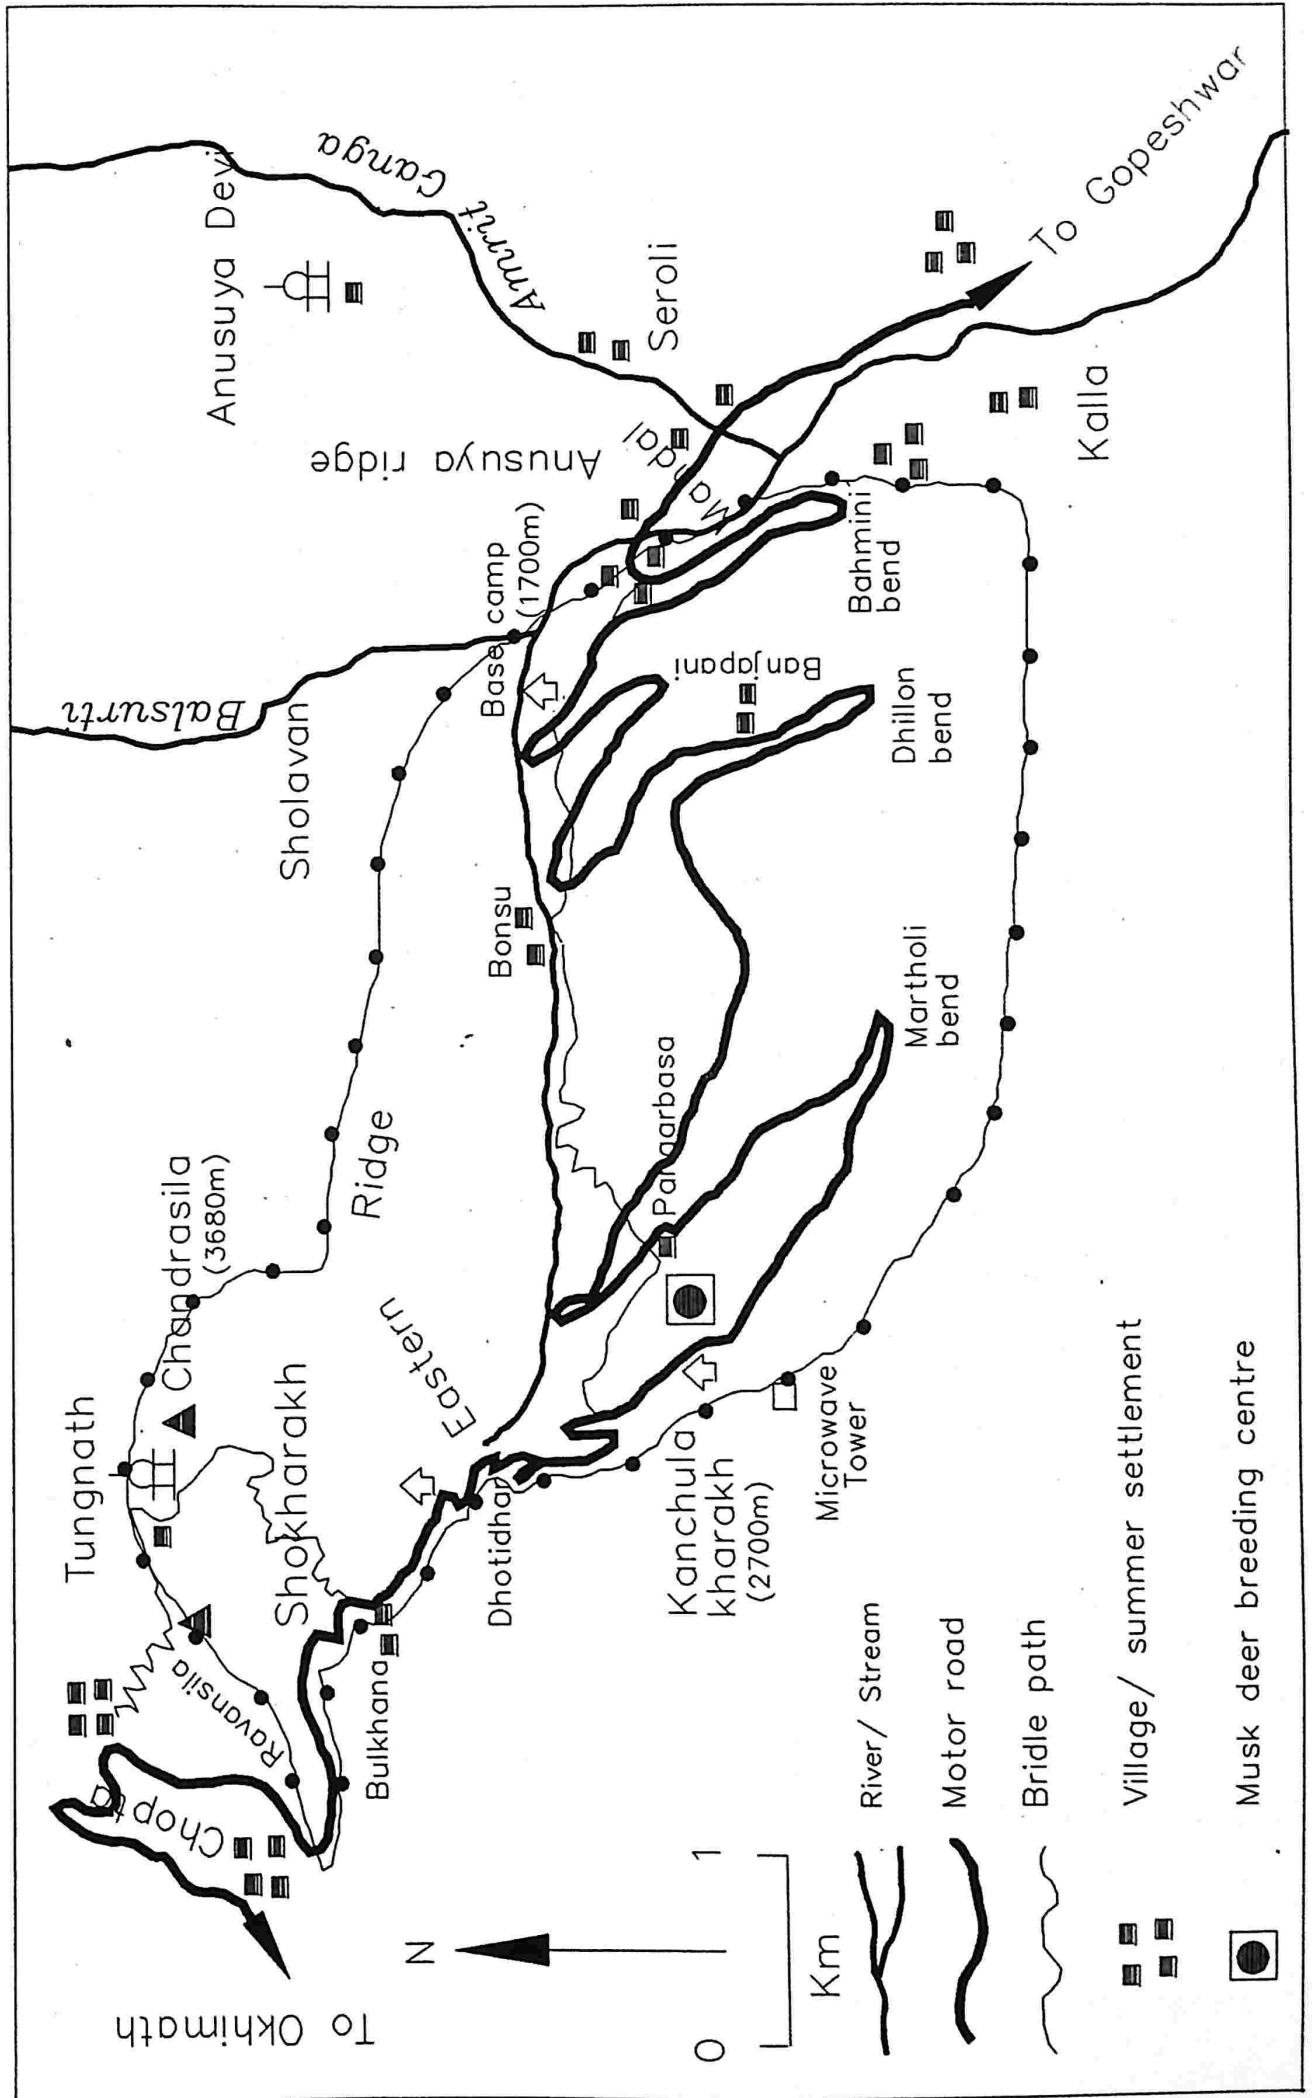 To Okhimath
Chopta
Tungnath
Ravansila
Chandrasila
(3680m)
Shokharakh
Bulkhana
Dhotidhar
Eastern
Ridge
Sholavan
Balsurti
Anusuya Devi
Amrit Ganga
Anusuya ridge
Seroli
Base camp
(1700m)
Bonsu
Banjapani
Pangarbasa
Bahmini
bend
Dhillon
bend
Martholi
bend
Kanchula
kharakh
(2700m)
Microwave
Tower
Kalla
To Gopeshwar
N
0 1
Km
River/ Stream
Motor road
Bridle path
Village/ summer settlement
Musk deer breeding centre